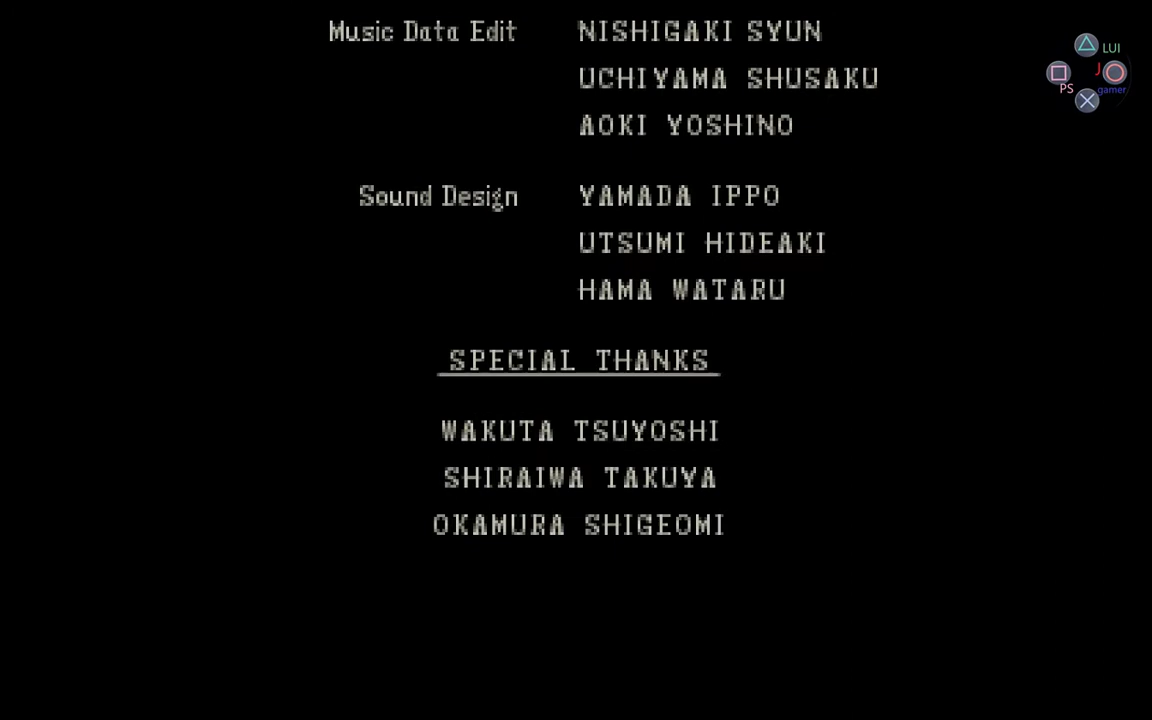 Music Data Edit NISHIGAKI SYUN
UCHIYAMA SHUSAKU
AOKI YOSHINO
Sound Design YAMADA IPPO
UTSUMI HIDEAKI
HAMA WATARU
SPECIAL THANKS
WAKUTA TSUYOSHI
SHIRAIWA TAKUYA
OKAMURA SHIGEOMI
LUI
J
PS gamer